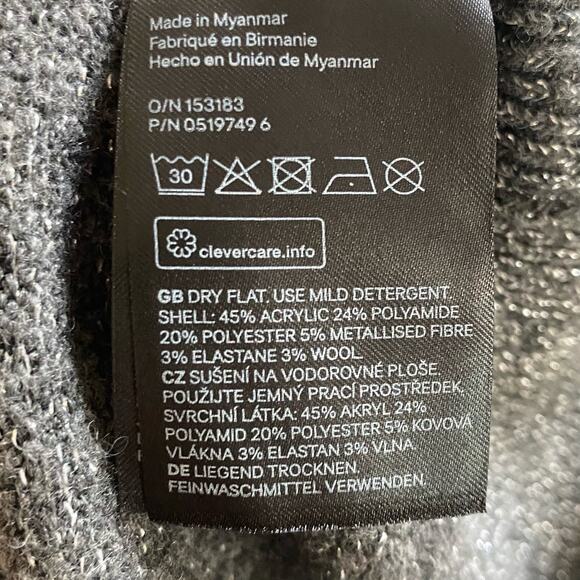 Made in Myanmar
Fabriqué en Birmanie
Hecho en Unión de Myanmar
O/N 153183
P/N 0519749 6
30
clevercare.info
GB DRY FLAT. USE MILD DETERGENT.
SHELL: 45% ACRYLIC 24% POLYAMIDE
20% POLYESTER 5% METALLISED FIBRE
3% ELASTANE 3% WOOL.
CZ SUŠENÍ NA VODOROVNÉ PLOŠE.
POUŽIJTE JEMNÝ PRACÍ PROSTŘEDEK.
SVRCHNÍ LÁTKA: 45% AKRYL 24%
POLYAMID 20% POLYESTER 5% KOVOVÁ
VLÁKNA 3% ELASTAN 3% VLNA.
DE LIEGEND TROCKNEN.
FEINWASCHMITTEL VERWENDEN.